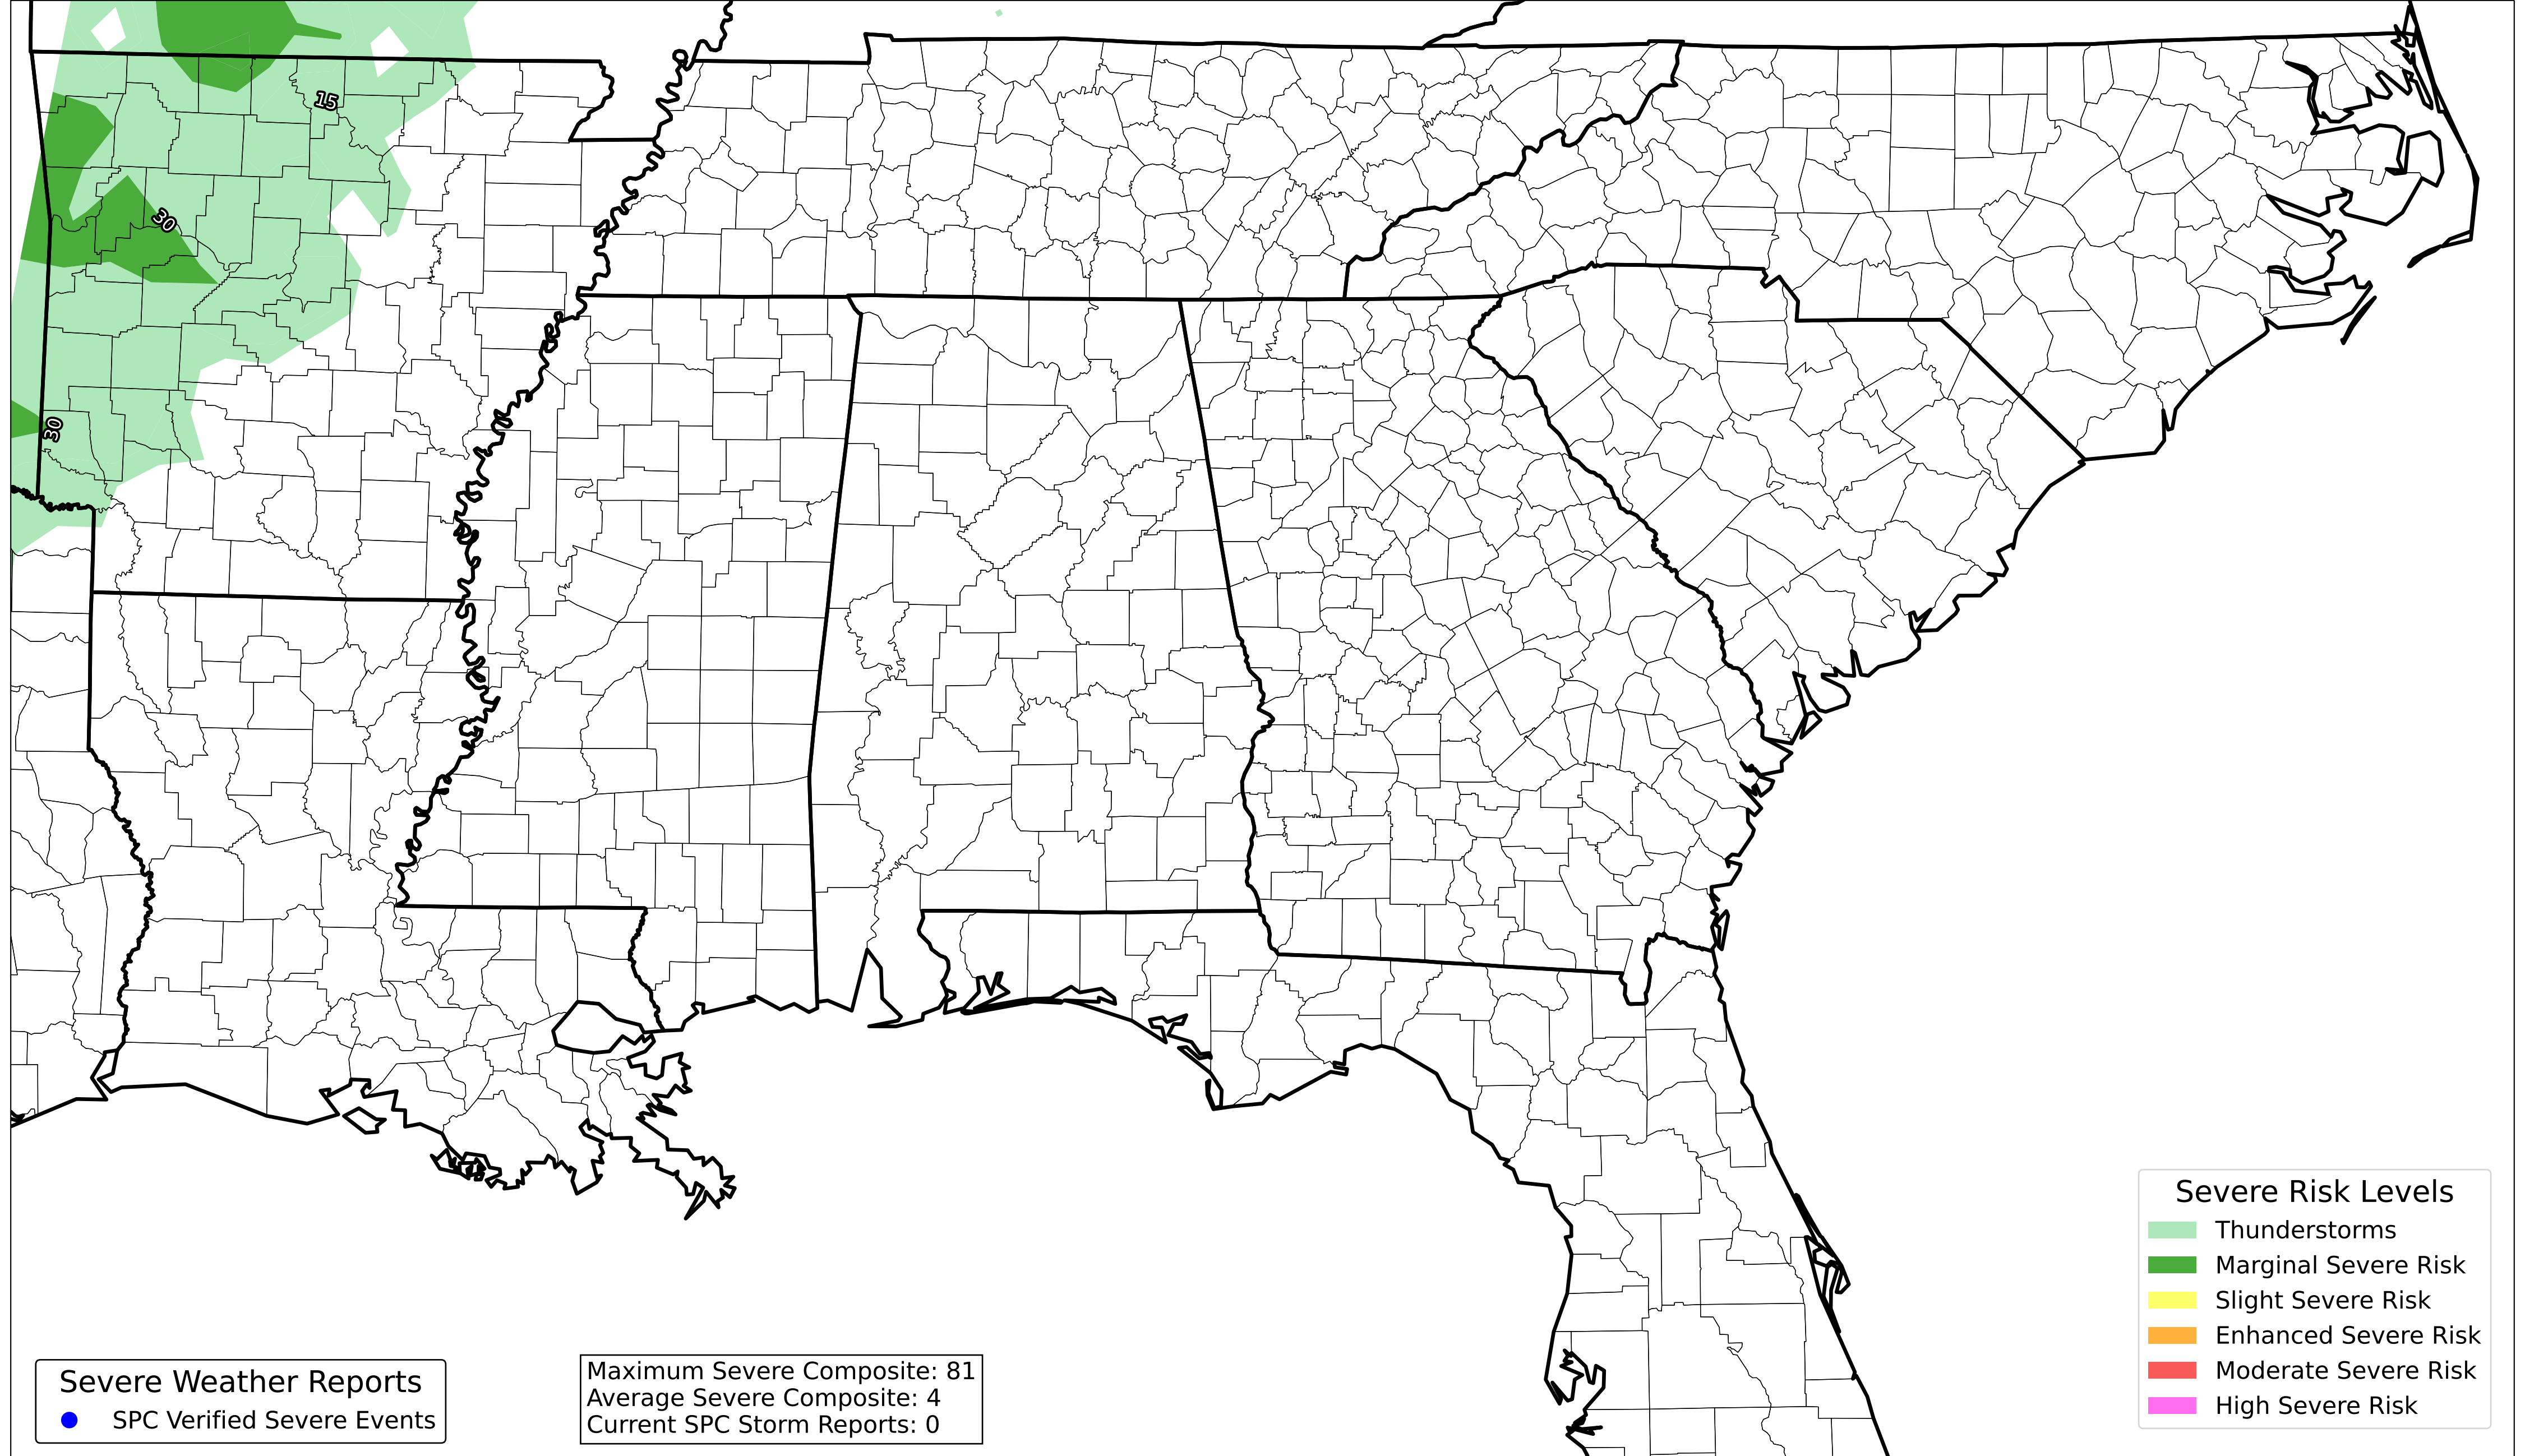 15
30
30
Severe Risk Levels
Thunderstorms
Marginal Severe Risk
Slight Severe Risk
Enhanced Severe Risk
Moderate Severe Risk
High Severe Risk
Severe Weather Reports
SPC Verified Severe Events
Maximum Severe Composite: 81
Average Severe Composite: 4
Current SPC Storm Reports: 0